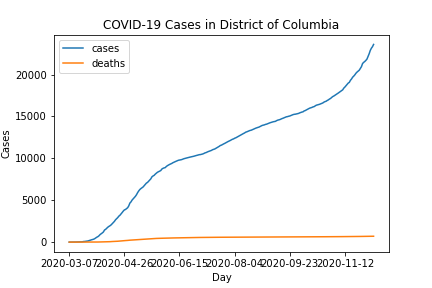 COVID-19 Cases in District of Columbia
cases
deaths
20000
15000
10000
5000
0
Cases
2020-03-07 2020-04-26 2020-06-15 2020-08-04 2020-09-23 2020-11-12
Day